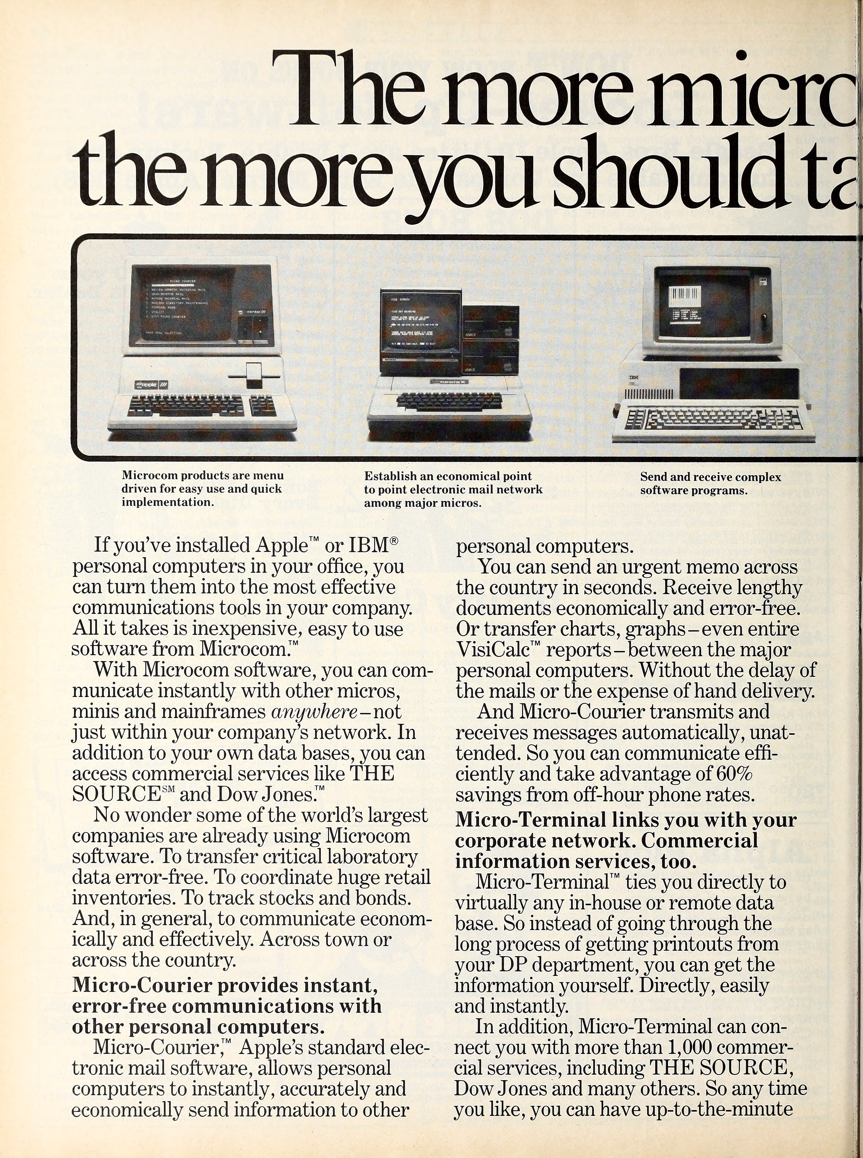 The more micro
the more you should ta
apple ///
IBM
Microcom products are menu
driven for easy use and quick
implementation.
Establish an economical point
to point electronic mail network
among major micros.
Send and receive complex
software programs.
If you've installed Apple™ or IBM®
personal computers in your office, you
can turn them into the most effective
communications tools in your company.
All it takes is inexpensive, easy to use
software from Microcom.™
With Microcom software, you can com-
municate instantly with other micros,
minis and mainframes anywhere–not
just within your company's network. In
addition to your own data bases, you can
access commercial services like THE
SOURCE℠ and Dow Jones.™
No wonder some of the world's largest
companies are already using Microcom
software. To transfer critical laboratory
data error-free. To coordinate huge retail
inventories. To track stocks and bonds.
And, in general, to communicate econom-
ically and effectively. Across town or
across the country.
Micro-Courier provides instant,
error-free communications with
other personal computers.
Micro-Courier,™ Apple's standard elec-
tronic mail software, allows personal
computers to instantly, accurately and
economically send information to other
personal computers.
You can send an urgent memo across
the country in seconds. Receive lengthy
documents economically and error-free.
Or transfer charts, graphs–even entire
VisiCalc™ reports–between the major
personal computers. Without the delay of
the mails or the expense of hand delivery.
And Micro-Courier transmits and
receives messages automatically, unat-
tended. So you can communicate effi-
ciently and take advantage of 60%
savings from off-hour phone rates.
Micro-Terminal links you with your
corporate network. Commercial
information services, too.
Micro-Terminal™ ties you directly to
virtually any in-house or remote data
base. So instead of going through the
long process of getting printouts from
your DP department, you can get the
information yourself. Directly, easily
and instantly.
In addition, Micro-Terminal can con-
nect you with more than 1,000 commer-
cial services, including THE SOURCE,
Dow Jones and many others. So any time
you like, you can have up-to-the-minute